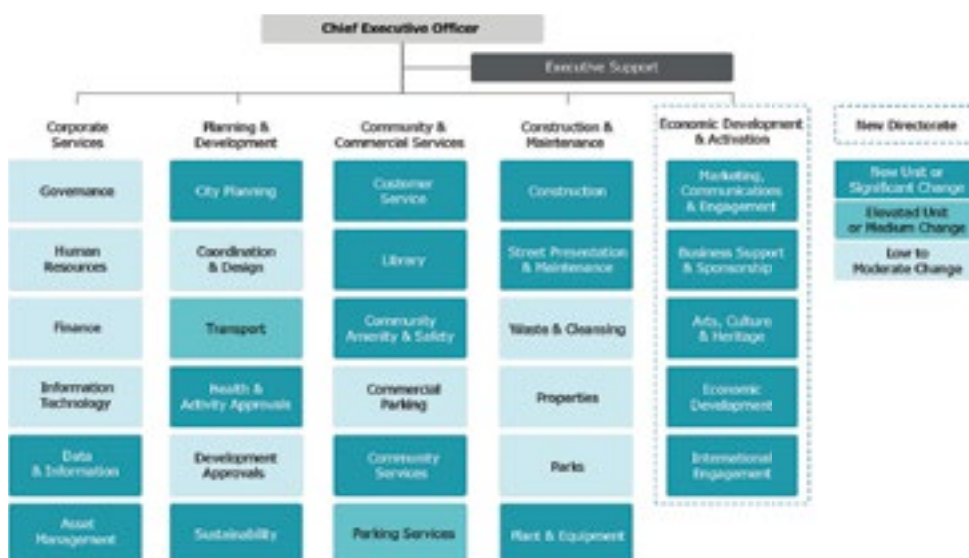 Chief Executive Officer
Executive Support
Corporate
Services
Planning &
Development
Community &
Commercial Services
Construction &
Maintenance
Economic Development
& Activation
New Directorate
Governance
City Planning
Customer
Service
Construction
Marketing,
Communications
& Engagement
New Unit or
Significant Change
Elevated Unit
or Medium Change
Low to
Moderate Change
Human
Resources
Coordination
& Design
Library
Street Presentation
& Maintenance
Business Support
& Sponsorship
Finance
Transport
Community
Amenity & Safety
Waste & Cleansing
Arts, Culture
& Heritage
Information
Technology
Health &
Activity Approvals
Commercial
Parking
Properties
Economic
Development
Data
& Information
Development
Approvals
Community
Services
Parks
International
Engagement
Asset
Management
Sustainability
Parking Services
Plant & Equipment